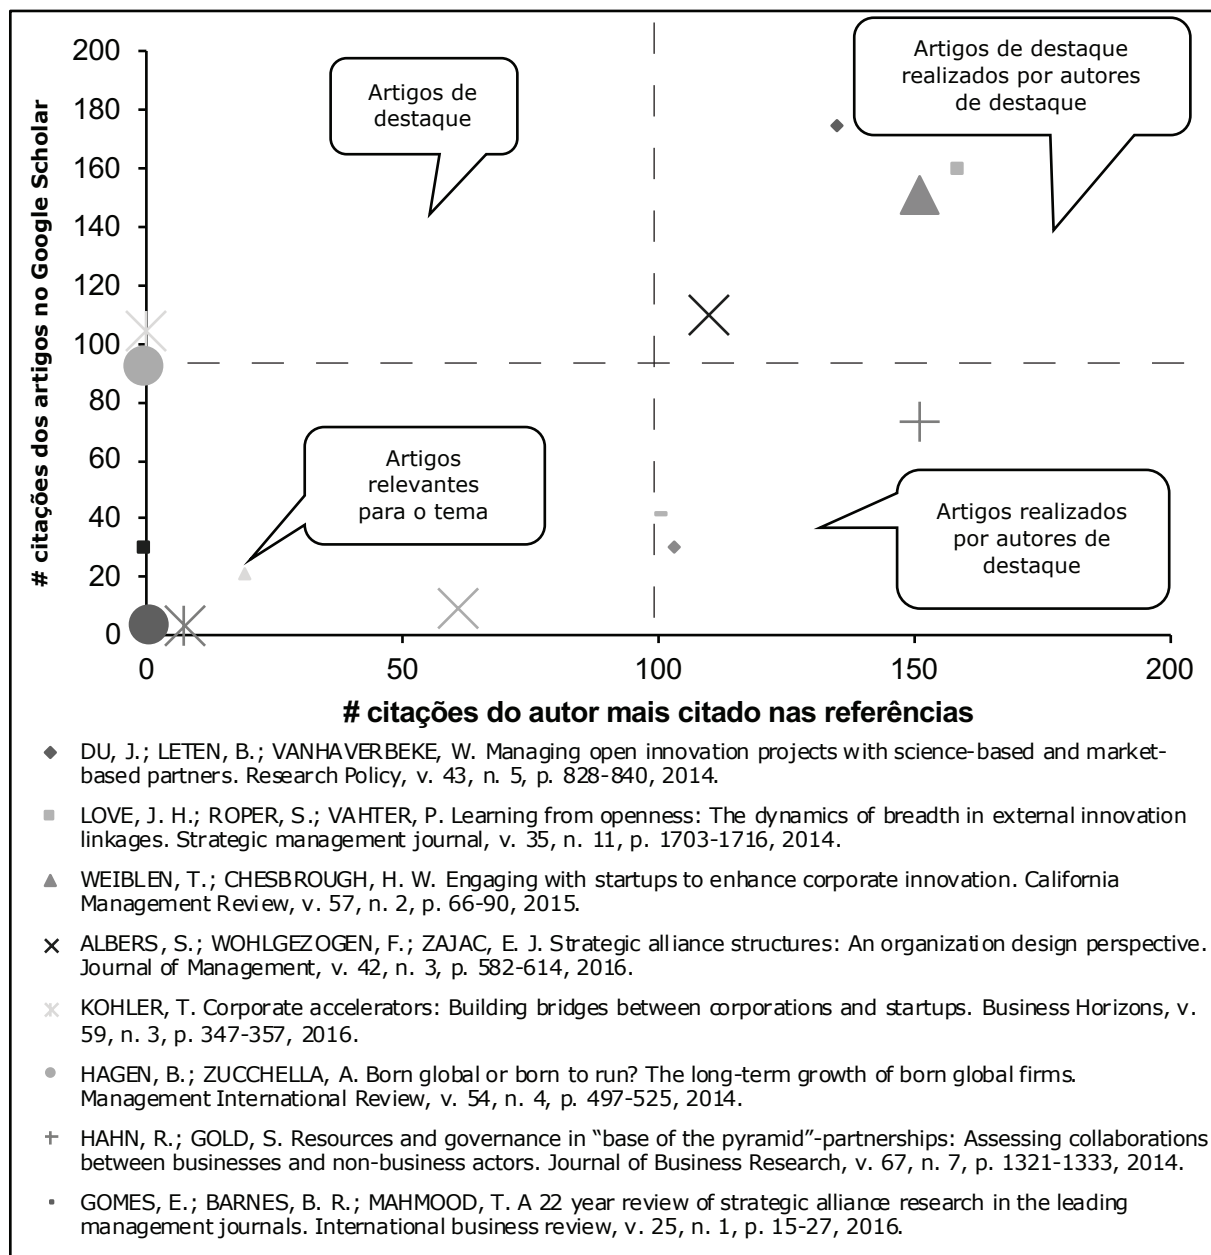 # citações dos artigos no Google Scholar
200
180
160
140
120
100
80
60
40
20
0
Artigos de
destaque
Artigos de destaque
realizados por autores
de destaque
Artigos
relevantes
para o tema
Artigos realizados
por autores de
destaque
0
50
100
150
200
# citações do autor mais citado nas referências
DU, J.; LETEN, B.; VANHAVERBEKE, W. Managing open innovation projects with science-based and market-
based partners. Research Policy, v. 43, n. 5, p. 828-840, 2014.
LOVE, J. H.; ROPER, S.; VAHTER, P. Learning from openness: The dynamics of breadth in external innovation
linkages. Strategic management journal, v. 35, n. 11, p. 1703-1716, 2014.
WEIBLEN, T.; CHESBROUGH, H. W. Engaging with startups to enhance corporate innovation. California
Management Review, v. 57, n. 2, p. 66-90, 2015.
ALBERS, S.; WOHLGEZOGEN, F.; ZAJAC, E. J. Strategic alliance structures: An organization design perspective.
Journal of Management, v. 42, n. 3, p. 582-614, 2016.
KOHLER, T. Corporate accelerators: Building bridges between corporations and startups. Business Horizons, v.
59, n. 3, p. 347-357, 2016.
HAGEN, B.; ZUCCHELLA, A. Born global or born to run? The long-term growth of born global firms.
Management International Review, v. 54, n. 4, p. 497-525, 2014.
HAHN, R.; GOLD, S. Resources and governance in “base of the pyramid”-partnerships: Assessing collaborations
between businesses and non-business actors. Journal of Business Research, v. 67, n. 7, p. 1321-1333, 2014.
GOMES, E.; BARNES, B. R.; MAHMOOD, T. A 22 year review of strategic alliance research in the leading
management journals. International business review, v. 25, n. 1, p. 15-27, 2016.